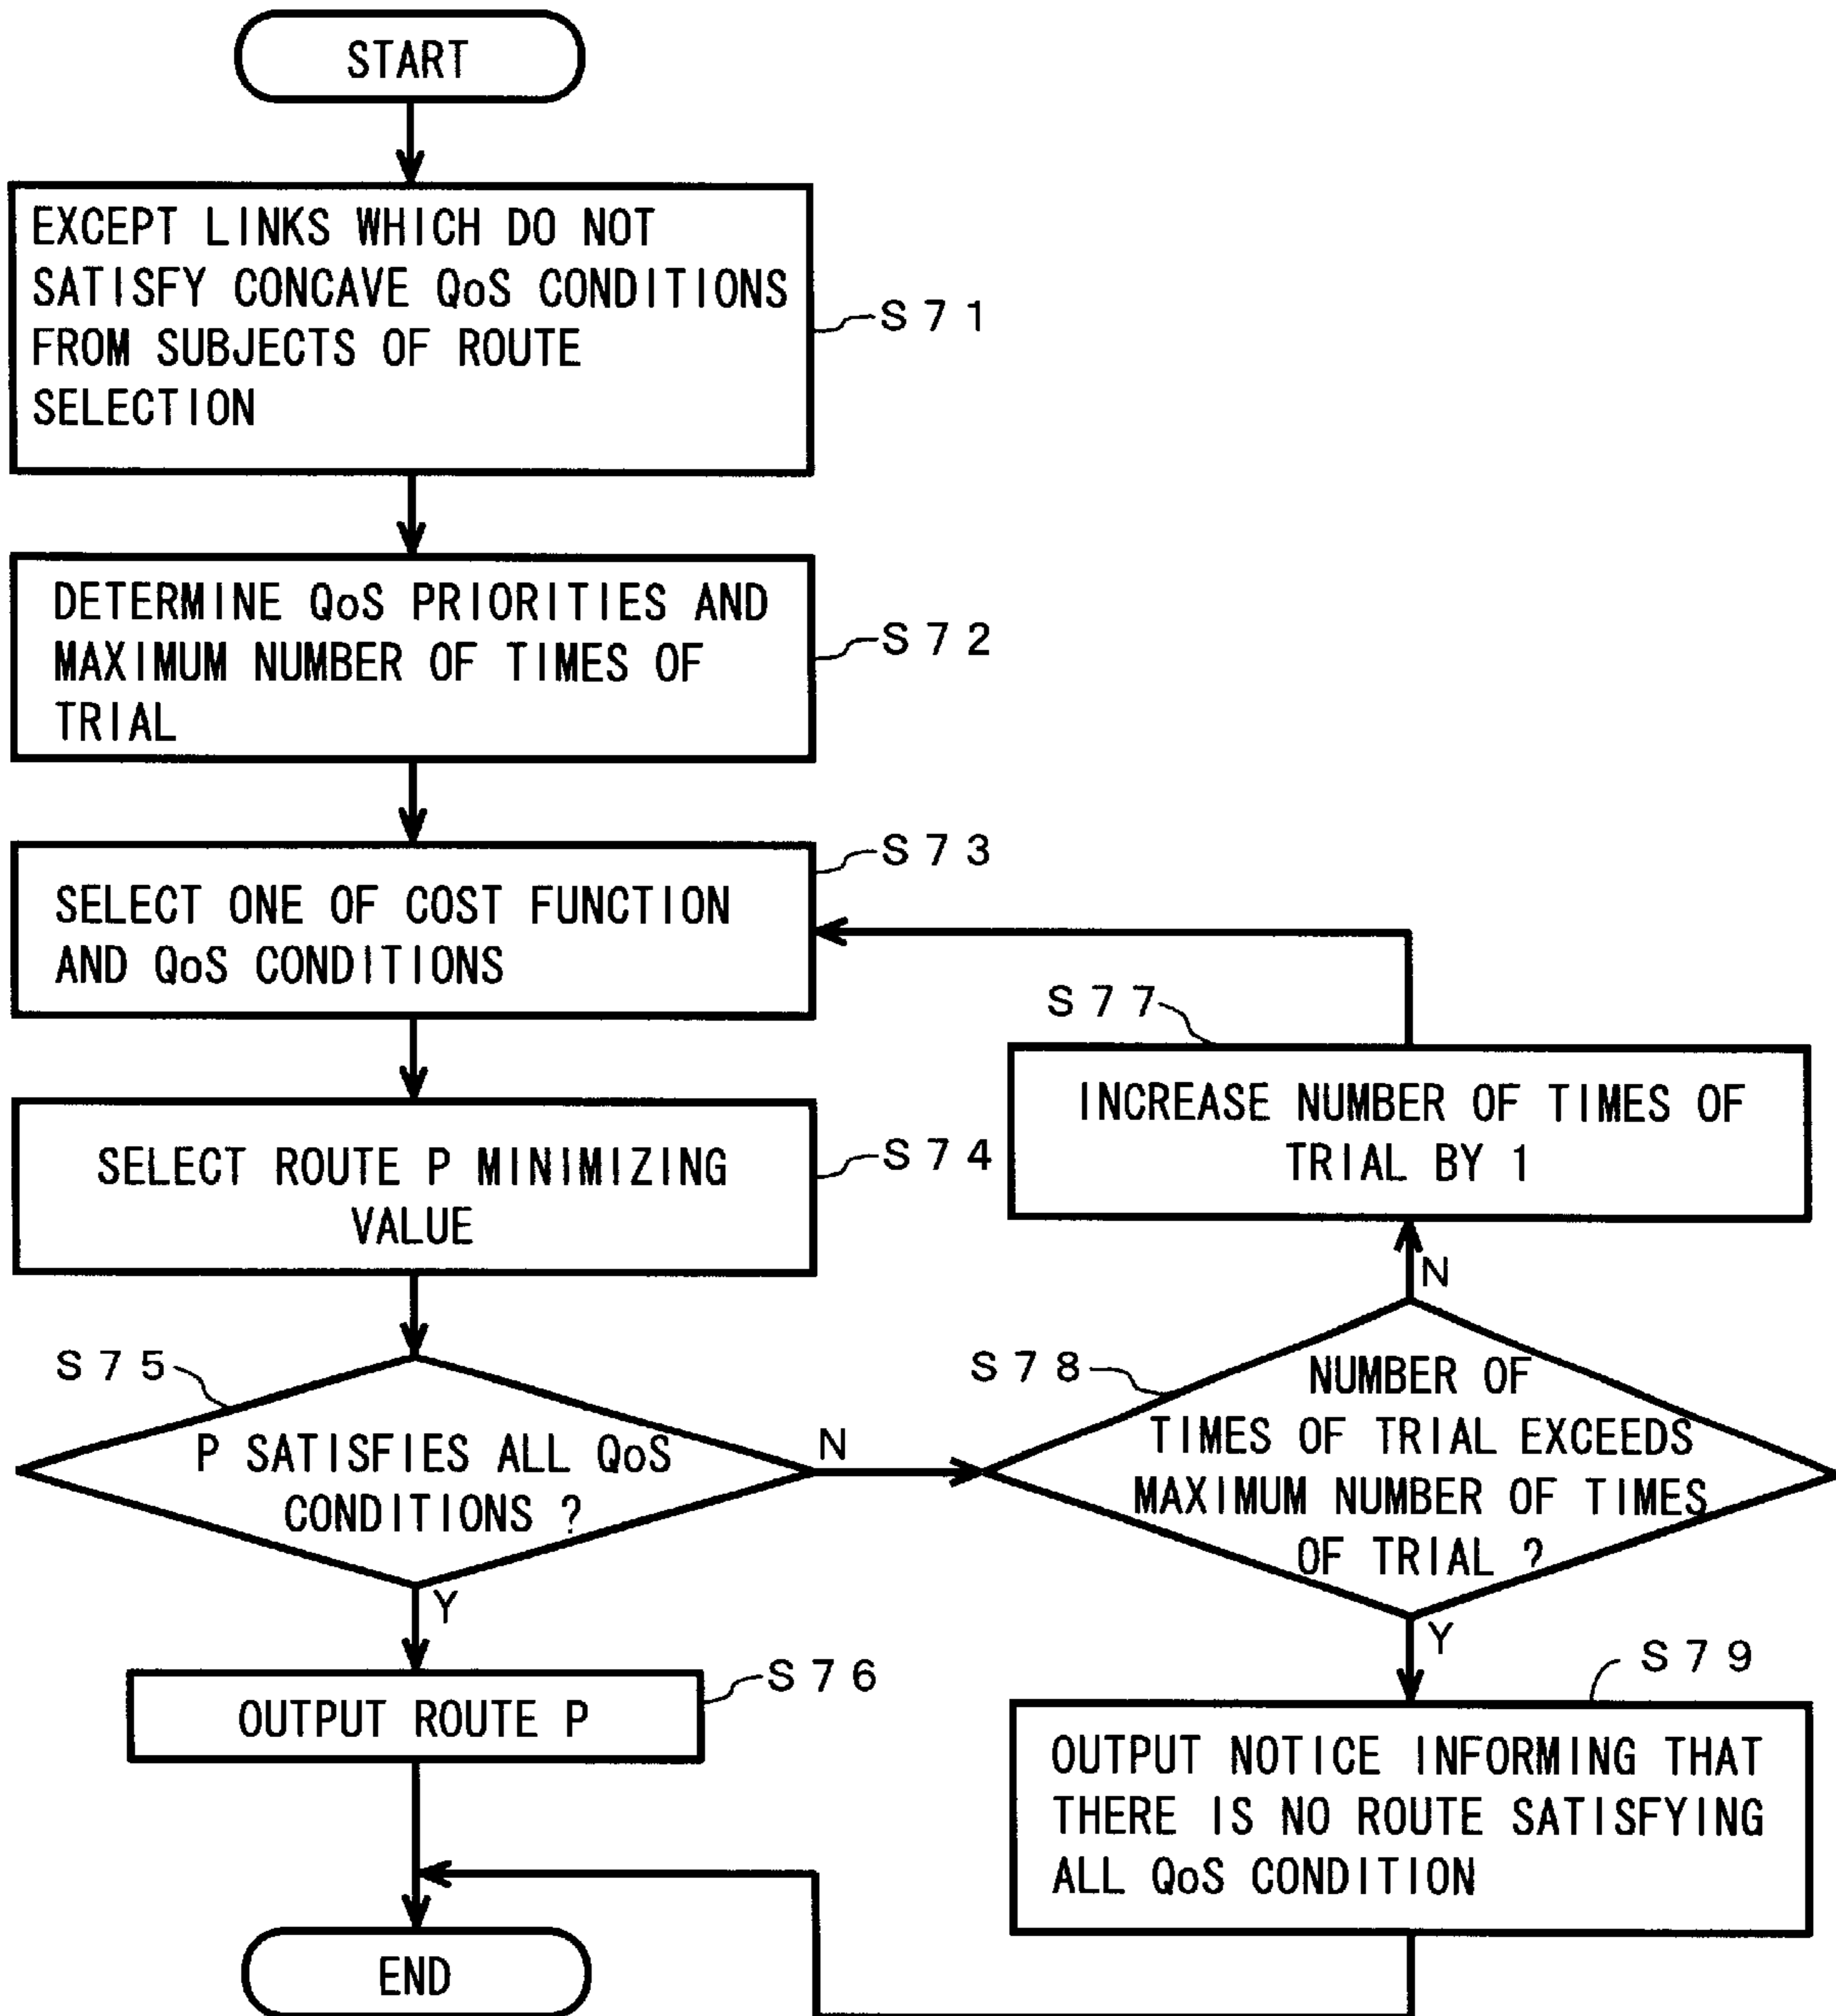 START
EXCEPT LINKS WHICH DO NOT
SATISFY CONCAVE QoS CONDITIONS
FROM SUBJECTS OF ROUTE
SELECTION
S71
DETERMINE QoS PRIORITIES AND
MAXIMUM NUMBER OF TIMES OF
TRIAL
S72
SELECT ONE OF COST FUNCTION
AND QoS CONDITIONS
S73
SELECT ROUTE P MINIMIZING
VALUE
S74
S75
P SATISFIES ALL QoS
CONDITIONS ?
N
Y
OUTPUT ROUTE P
S76
END
S77
INCREASE NUMBER OF TIMES OF
TRIAL BY 1
N
S78
NUMBER OF
TIMES OF TRIAL EXCEEDS
MAXIMUM NUMBER OF TIMES
OF TRIAL ?
Y
S79
OUTPUT NOTICE INFORMING THAT
THERE IS NO ROUTE SATISFYING
ALL QoS CONDITION